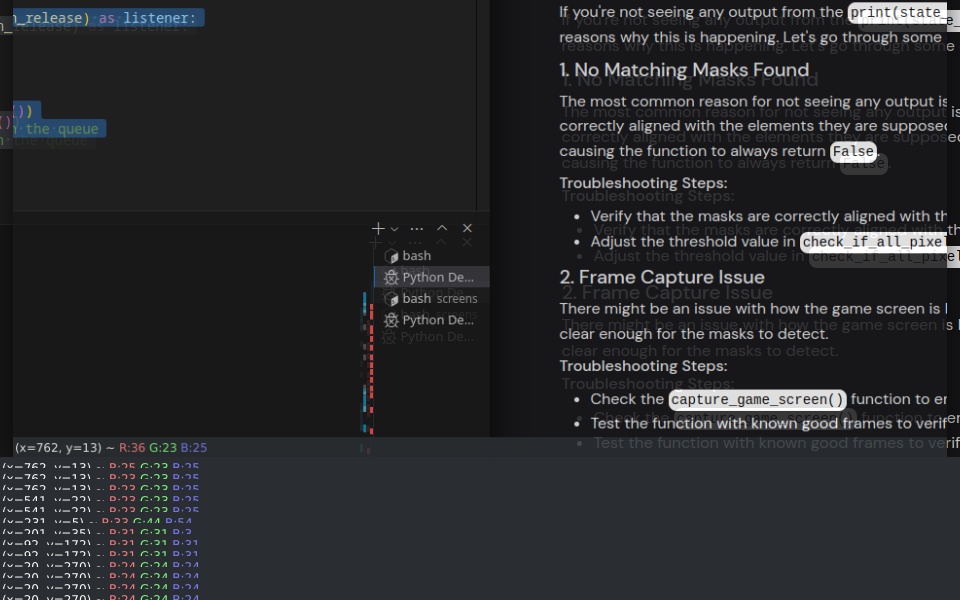 n_release) as listener:
())
n the queue
bash
Python De...
bash screens
Python De...
If you're not seeing any output from the print(state_
reasons why this is happening. Let's go through some
1. No Matching Masks Found
The most common reason for not seeing any output is
correctly aligned with the elements they are supposed
causing the function to always return False.
Troubleshooting Steps:
Verify that the masks are correctly aligned with th
Adjust the threshold value in check_if_all_pixel
2. Frame Capture Issue
There might be an issue with how the game screen is
clear enough for the masks to detect.
Troubleshooting Steps:
Check the capture_game_screen() function to en
Test the function with known good frames to verif
(x=762, y=13) ~ R:36 G:23 B:25
(x=762, y=13) ~ R:25 G:23 B:25
(x=762, y=13) ~ R:23 G:23 B:25
(x=762, y=13) ~ R:23 G:23 B:25
(x=541, y=22) ~ R:23 G:23 B:25
(x=541, y=22) ~ R:23 G:23 B:25
(x=231, y=5) ~ R:33 G:44 B:54
(x=201, y=35) ~ R:31 G:31 B:3
(x=92, y=172) ~ R:31 G:31 B:31
(x=92, y=172) ~ R:31 G:31 B:31
(x=20, y=270) ~ R:24 G:24 B:24
(x=20, y=270) ~ R:24 G:24 B:24
(x=20, y=270) ~ R:24 G:24 B:24
(x=20, y=270) ~ R:24 G:24 B:24